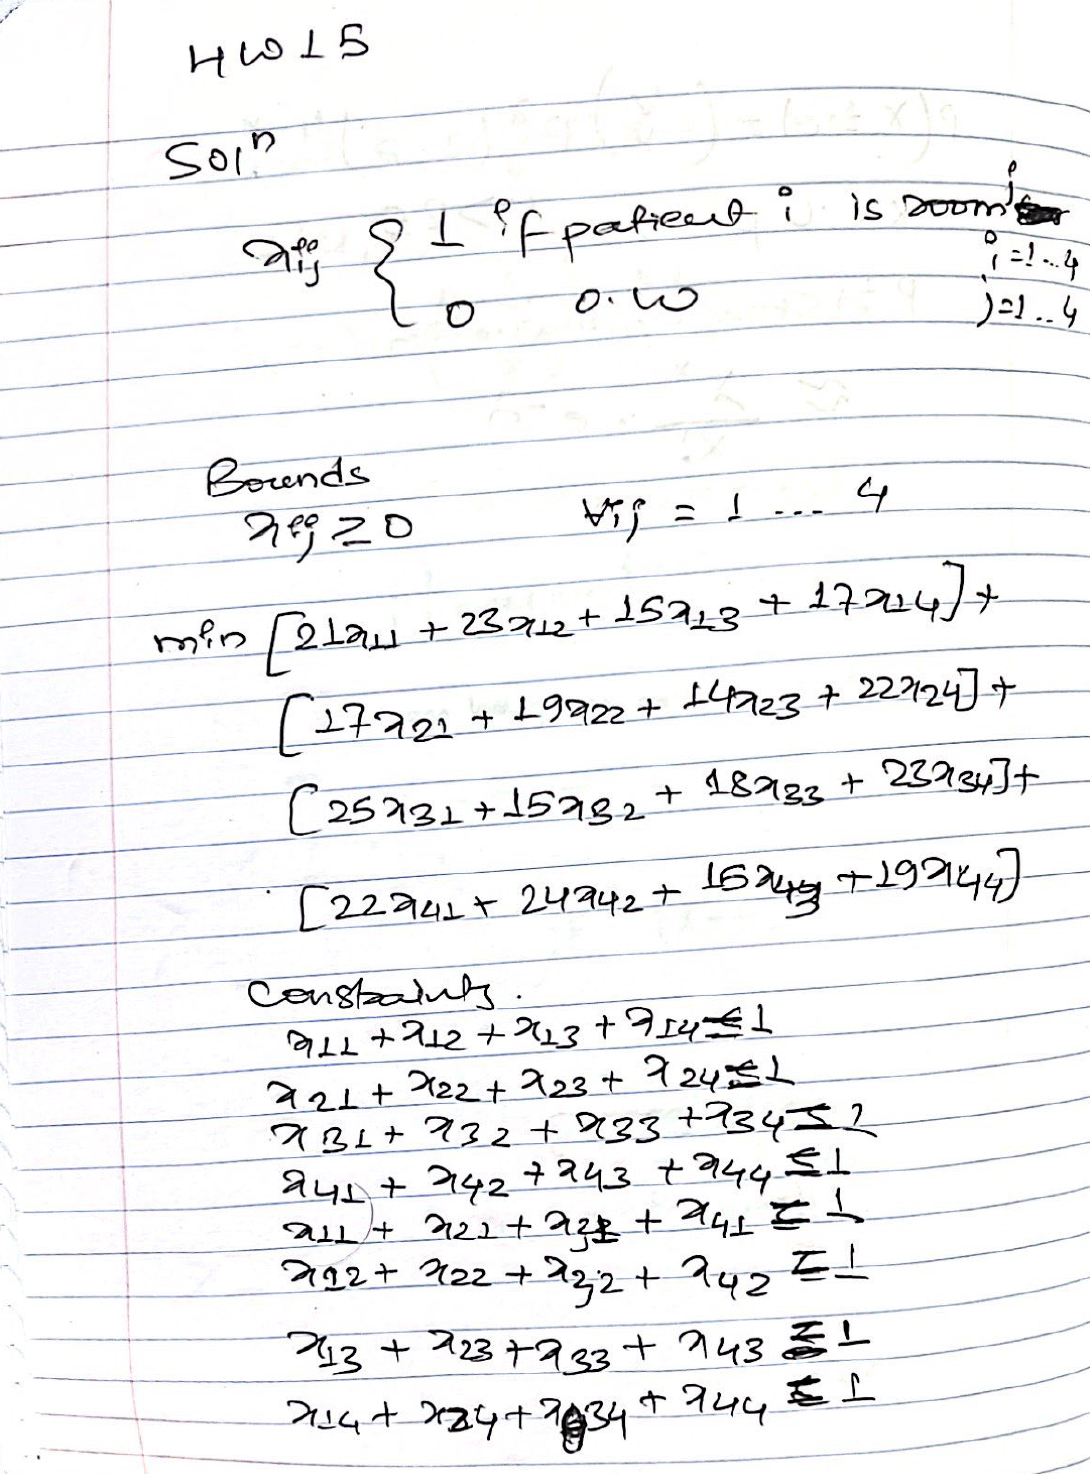 HW 15
Solⁿ
xij { 1 if patient i is room j
i = 1 .. 4
0 o.w
j = 1 .. 4
Bounds
xij ≥ 0 ∀ij = 1 ... 4
min [21x11 + 23x12 + 15x13 + 17x14] +
[17x21 + 19x22 + 14x23 + 22x24] +
[25x31 + 15x32 + 18x33 + 23x34] +
[22x41 + 24x42 + 16x43 + 19x44]
Constraints.
x11 + x12 + x13 + x14 ≤ 1
x21 + x22 + x23 + x24 ≤ 1
x31 + x32 + x33 + x34 ≤ 1
x41 + x42 + x43 + x44 ≤ 1
x11 + x21 + x31 + x41 = 1
x12 + x22 + x32 + x42 = 1
x13 + x23 + x33 + x43 = 1
x14 + x24 + x34 + x44 ≤ 1